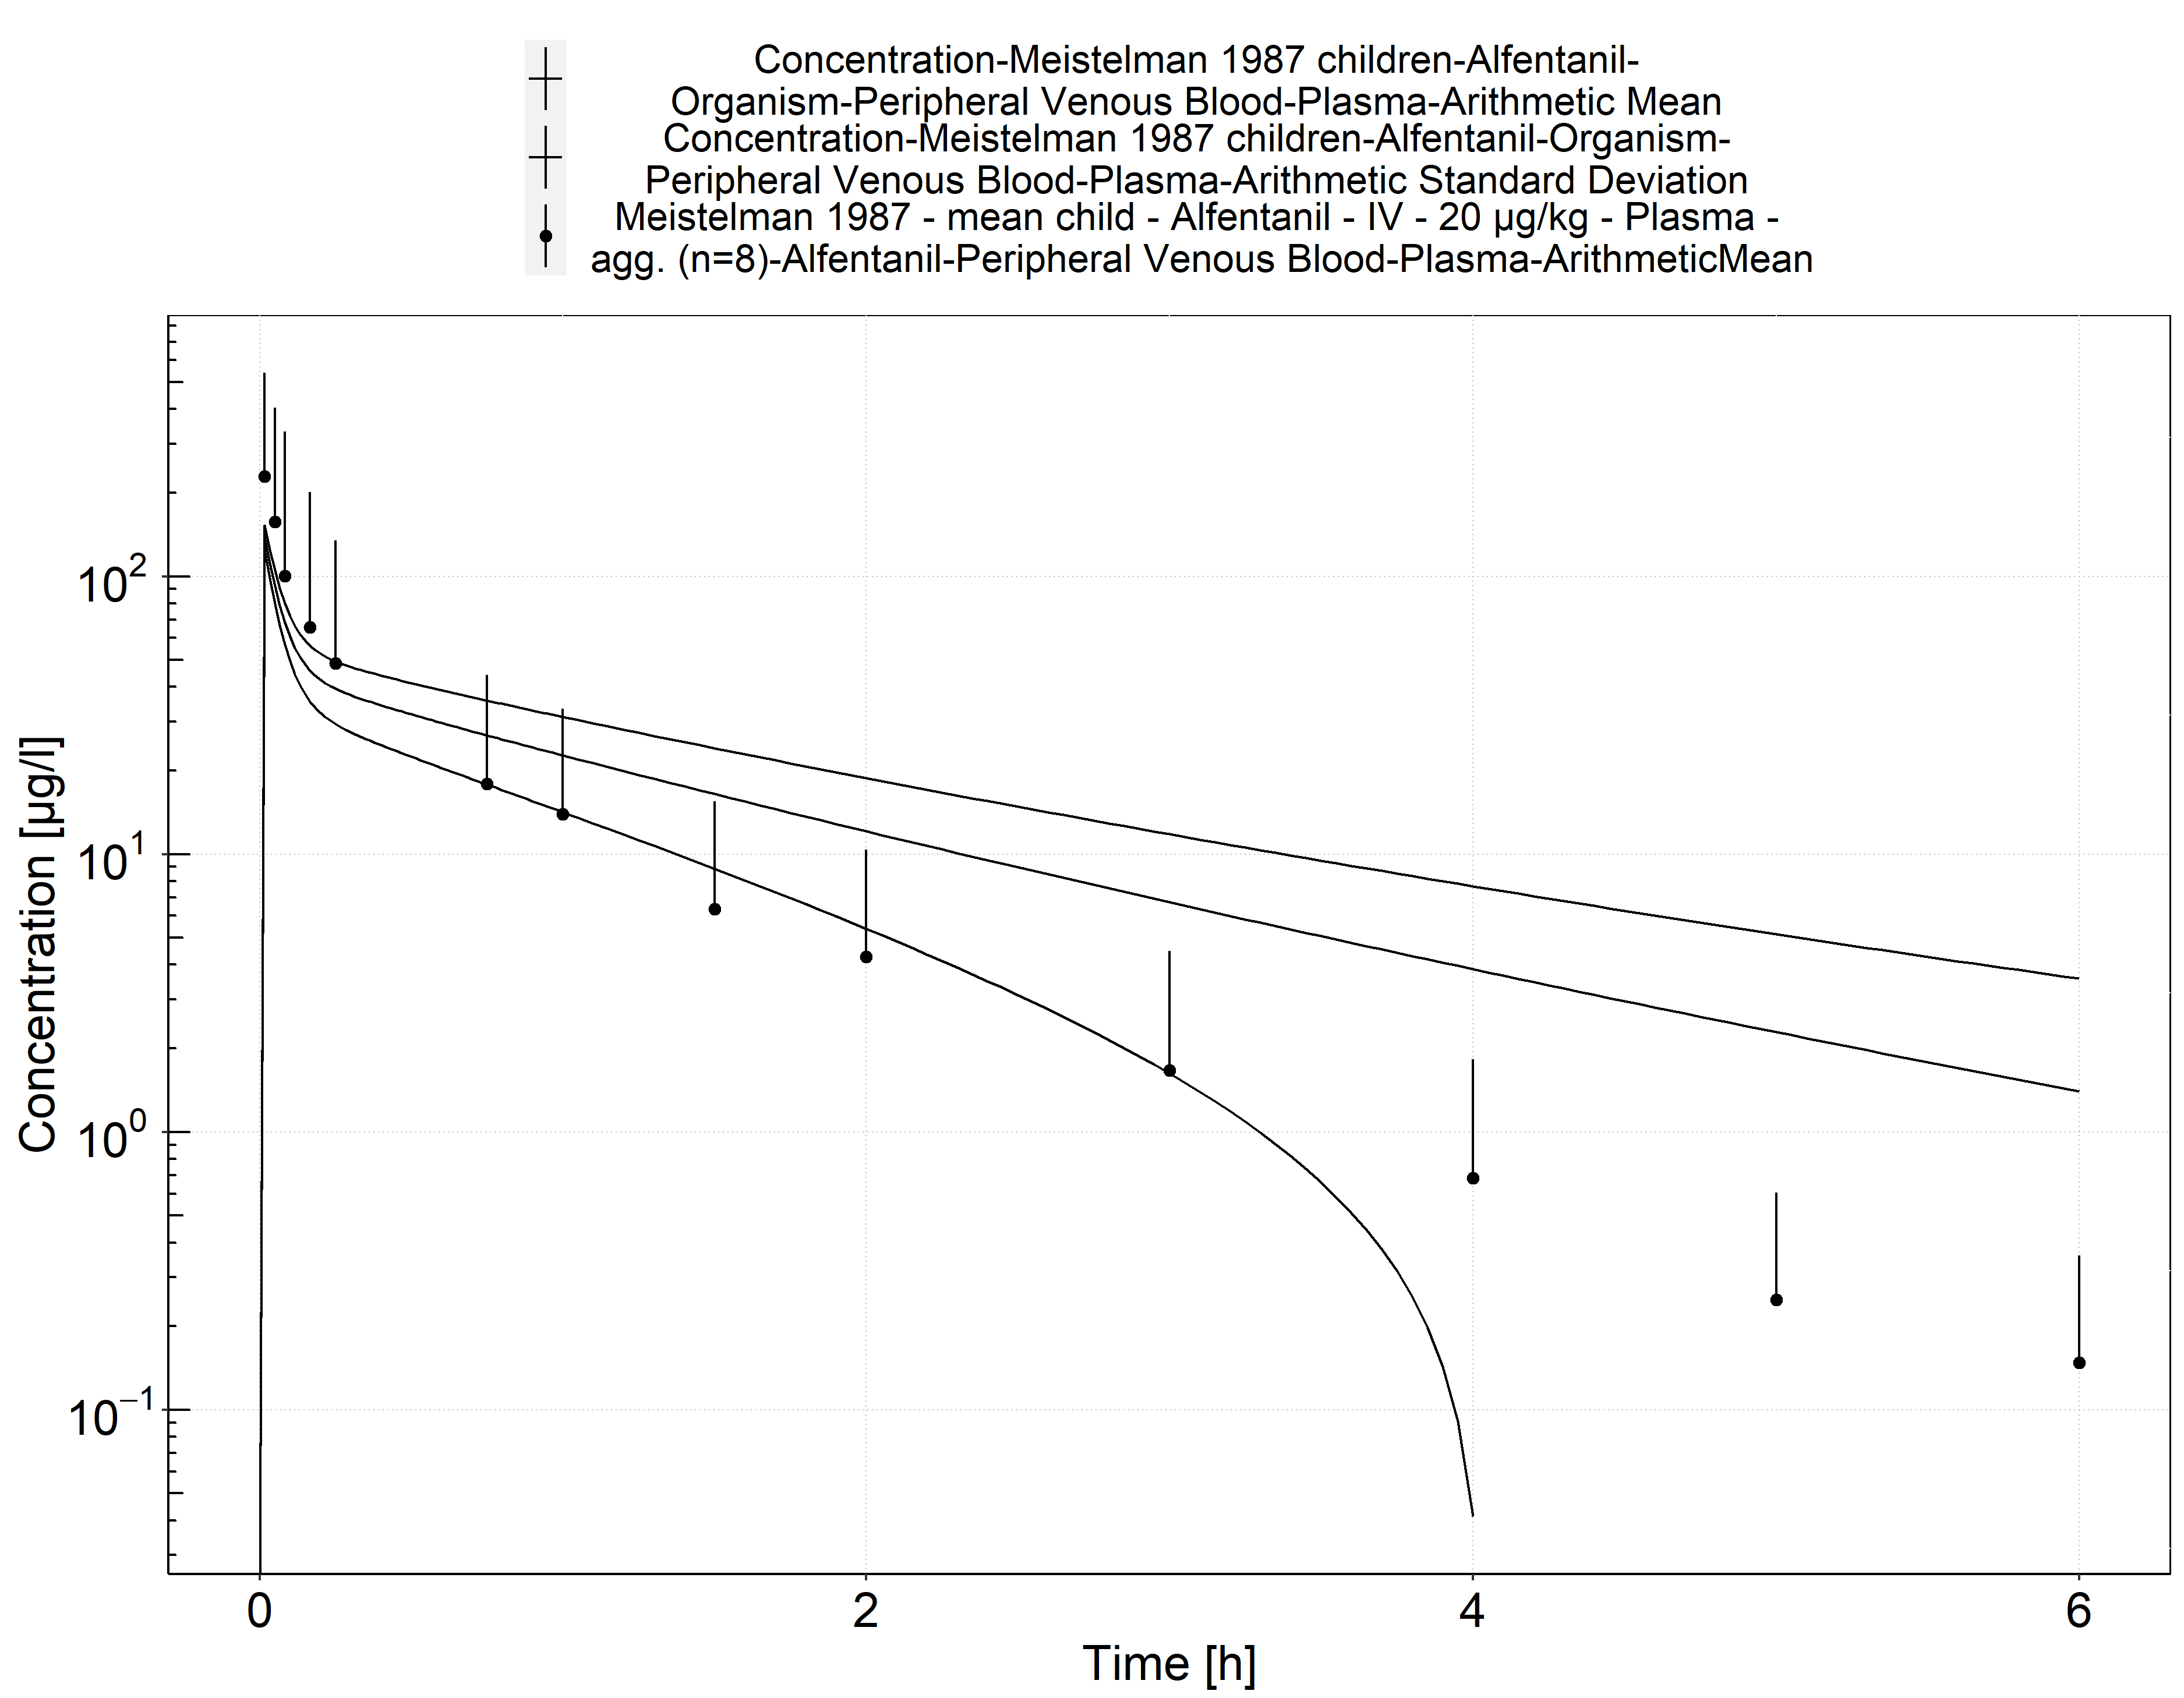 Concentration-Meistelman 1987 children-Alfentanil-
Organism-Peripheral Venous Blood-Plasma-Arithmetic Mean
Concentration-Meistelman 1987 children-Alfentanil-Organism-
Peripheral Venous Blood-Plasma-Arithmetic Standard Deviation
Meistelman 1987 - mean child - Alfentanil - IV - 20 µg/kg - Plasma -
agg. (n=8)-Alfentanil-Peripheral Venous Blood-Plasma-ArithmeticMean
Concentration [µg/l]
10²
10¹
10⁰
10⁻¹
0 2 4 6
Time [h]